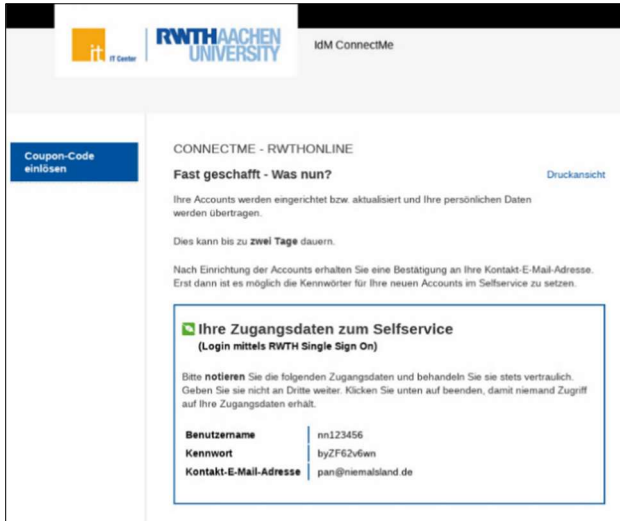 it IT Center
RWTHAACHEN
UNIVERSITY
IdM ConnectMe
Coupon-Code
einlösen
CONNECTME - RWTHONLINE
Fast geschafft - Was nun?
Druckansicht
Ihre Accounts werden eingerichtet bzw. aktualisiert und Ihre persönlichen Daten
werden übertragen.
Dies kann bis zu zwei Tage dauern.
Nach Einrichtung der Accounts erhalten Sie eine Bestätigung an Ihre Kontakt-E-Mail-Adresse.
Erst dann ist es möglich die Kennwörter für Ihre neuen Accounts im Selfservice zu setzen.
Ihre Zugangsdaten zum Selfservice
(Login mittels RWTH Single Sign On)
Bitte notieren Sie die folgenden Zugangsdaten und behandeln Sie sie stets vertraulich.
Geben Sie sie nicht an Dritte weiter. Klicken Sie unten auf beenden, damit niemand Zugriff
auf Ihre Zugangsdaten erhält.
Benutzername nn123456
Kennwort byZF62v6wn
Kontakt-E-Mail-Adresse pan@niemalsland.de